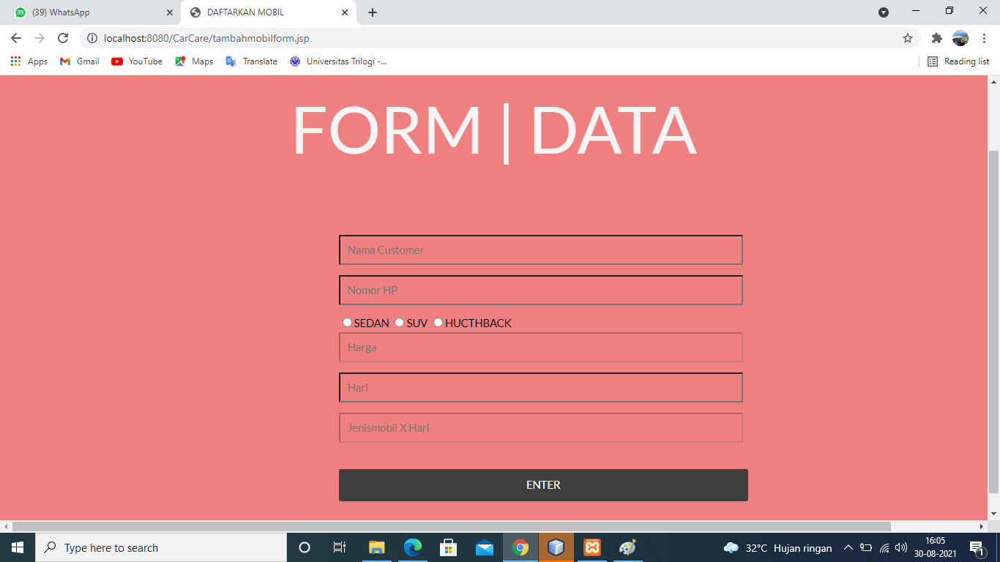 (39) WhatsApp
DAFTARKAN MOBIL
localhost:8080/CarCare/tambahmobilform.jsp
Apps Gmail YouTube Maps Translate Universitas Trilogi -... Reading list
FORM | DATA
Nama Customer
Nomor HP
SEDAN SUV HUCTHBACK
Harga
Hari
Jenismobil X Hari
ENTER
Type here to search
32°C Hujan ringan
16:05
30-08-2021
1